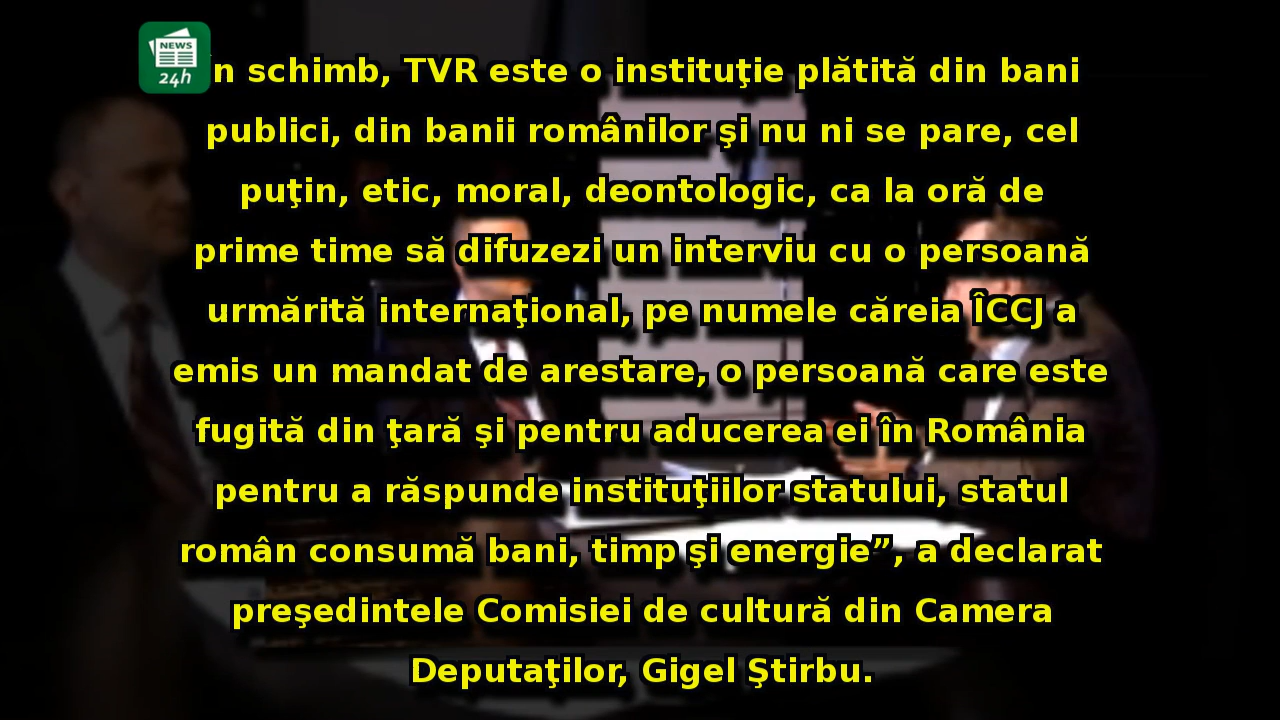 NEWS
24h
n schimb, TVR este o instituţie plătită din bani
publici, din banii românilor şi nu ni se pare, cel
puţin, etic, moral, deontologic, ca la oră de
prime time să difuzezi un interviu cu o persoană
urmărită internaţional, pe numele căreia ÎCCJ a
emis un mandat de arestare, o persoană care este
fugită din ţară şi pentru aducerea ei în România
pentru a răspunde instituţiilor statului, statul
român consumă bani, timp şi energie”, a declarat
preşedintele Comisiei de cultură din Camera
Deputaţilor, Gigel Ştirbu.